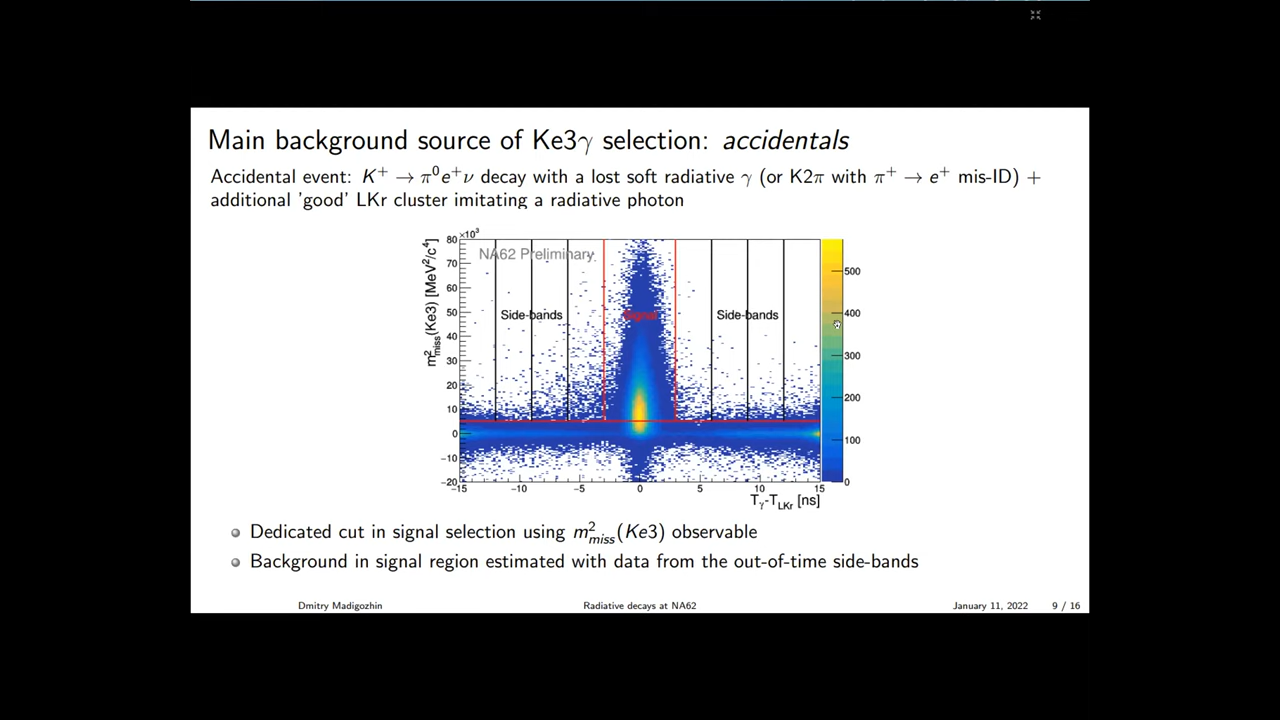 Main background source of Ke3γ selection: accidentals
Accidental event: K⁺ → π⁰e⁺ν decay with a lost soft radiative γ (or K2π with π⁺ → e⁺ mis-ID) +
additional 'good' LKr cluster imitating a radiative photon
×10³
NA62 Preliminary
m²miss(Ke3) [MeV²/c⁴]
80
70
60
50
40
30
20
10
0
−10
−20
Side-bands
Signal
Side-bands
−15
−10
−5
0
5
10
15
Tγ-TLKr [ns]
500
400
300
200
100
0
Dedicated cut in signal selection using m²miss(Ke3) observable
Background in signal region estimated with data from the out-of-time side-bands
Dmitry Madigozhin Radiative decays at NA62 January 11, 2022 9 / 16